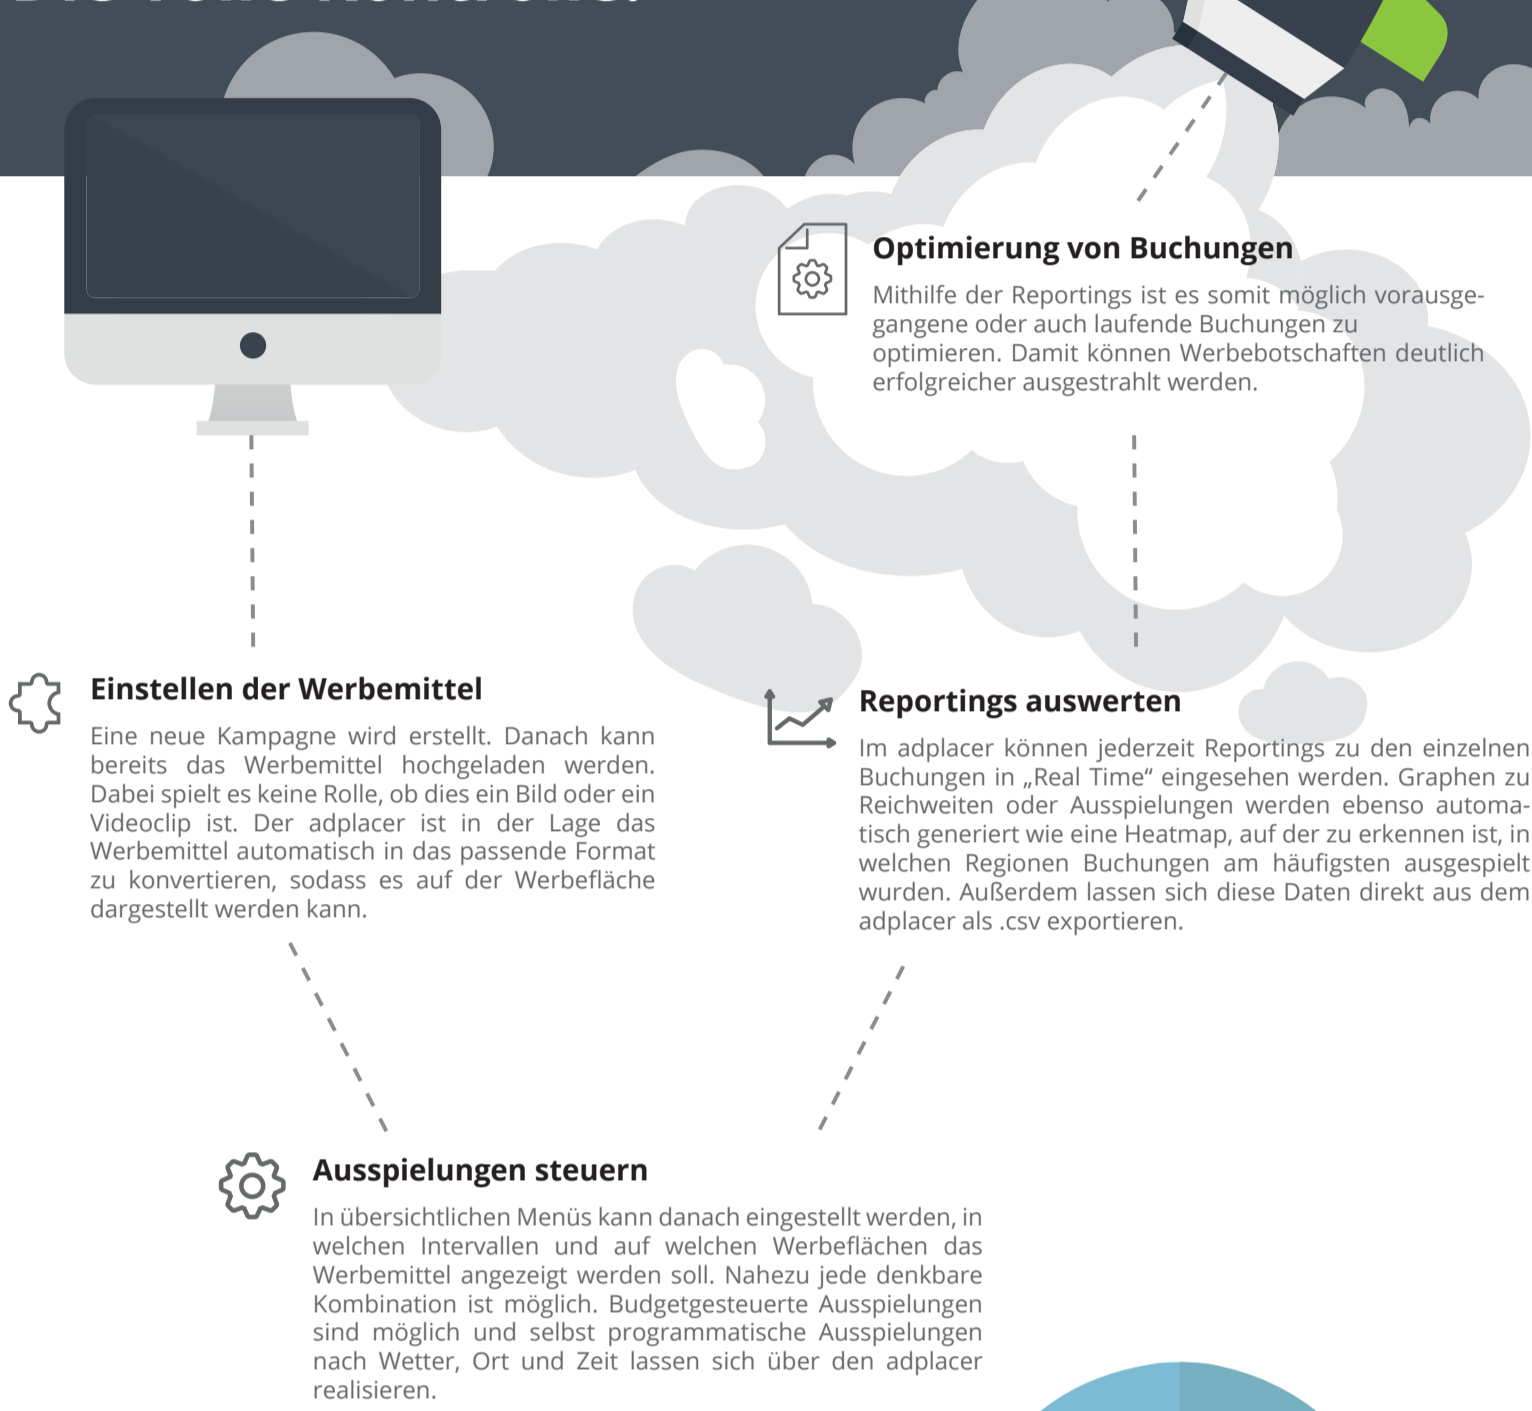 Optimierung von Buchungen
Mithilfe der Reportings ist es somit möglich vorausge-
gangene oder auch laufende Buchungen zu
optimieren. Damit können Werbebotschaften deutlich
erfolgreicher ausgestrahlt werden.
Einstellen der Werbemittel
Eine neue Kampagne wird erstellt. Danach kann
bereits das Werbemittel hochgeladen werden.
Dabei spielt es keine Rolle, ob dies ein Bild oder ein
Videoclip ist. Der adplacer ist in der Lage das
Werbemittel automatisch in das passende Format
zu konvertieren, sodass es auf der Werbefläche
dargestellt werden kann.
Reportings auswerten
Im adplacer können jederzeit Reportings zu den einzelnen
Buchungen in „Real Time“ eingesehen werden. Graphen zu
Reichweiten oder Ausspielungen werden ebenso automa-
tisch generiert wie eine Heatmap, auf der zu erkennen ist, in
welchen Regionen Buchungen am häufigsten ausgespielt
wurden. Außerdem lassen sich diese Daten direkt aus dem
adplacer als .csv exportieren.
Ausspielungen steuern
In übersichtlichen Menüs kann danach eingestellt werden, in
welchen Intervallen und auf welchen Werbeflächen das
Werbemittel angezeigt werden soll. Nahezu jede denkbare
Kombination ist möglich. Budgetgesteuerte Ausspielungen
sind möglich und selbst programmatische Ausspielungen
nach Wetter, Ort und Zeit lassen sich über den adplacer
realisieren.